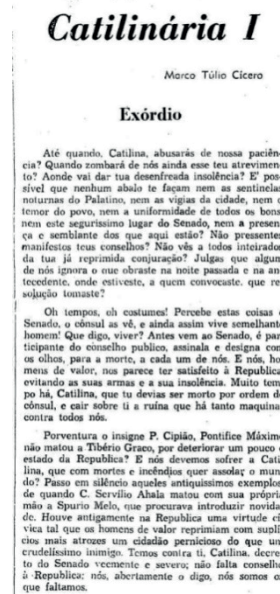 Catilinária I
Marco Túlio Cícero
Exórdio
Até quando, Catilina, abusarás de nossa paciên-
cia? Quando zombará de nós ainda esse teu atrevimen-
to? Aonde vai dar tua desenfreada insolência? E' pos-
sível que nenhum abalo te façam nem as sentinelas
noturnas do Palatino, nem as vigias da cidade, nem o
temor do povo, nem a uniformidade de todos os bons,
nem este seguríssimo lugar do Senado, nem a presen-
ça e semblante dos que aqui estão? Não pressentes
manifestos teus conselhos? Não vês a todos inteirados
da tua já reprimida conjuração? Julgas que algum
de nós ignora o que obraste na noite passada e na an-
tecedente, onde estiveste, a quem convocaste, que re-
solução tomaste?
Oh tempos, oh costumes! Percebe estas coisas o
Senado, o cônsul as vê, e ainda assim vive semelhante
homem! Que digo, viver? Antes vem ao Senado, é par-
ticipante do conselho publico, assinala e designa com
os olhos, para a morte, a cada um de nós. E nós, ho-
mens de valor, nos parece ter satisfeito à Republica,
evitando as suas armas e a sua insolência. Muito tem-
po há, Catilina, que tu devias ser morto por ordem do
cônsul, e cair sobre ti a ruína que há tanto maquinas
contra todos nós.
Porventura o insigne P. Cipião, Pontifice Máximo,
não matou a Tibério Graco, por deteriorar um pouco o
estado da Republica? E nós devemos sofrer a Cati-
lina, que com mortes e incêndios quer assolar o mun-
do? Passo em silêncio aqueles antiquissimos exemplos
de quando C. Servílio Ahala matou com sua própria
mão a Spurio Melo, que procurava introduzir novida-
de. Houve antigamente na Republica uma virtude cí-
vica tal que os homens de valor reprimiam com suplí-
cios mais atrozes um cidadão pernicioso do que um
crudelíssimo inimigo. Temos contra ti, Catilina, decre-
to do Senado veemente e severo; não falta conselho
à Republica: nós, abertamente o digo, nós somos os
que faltamos.